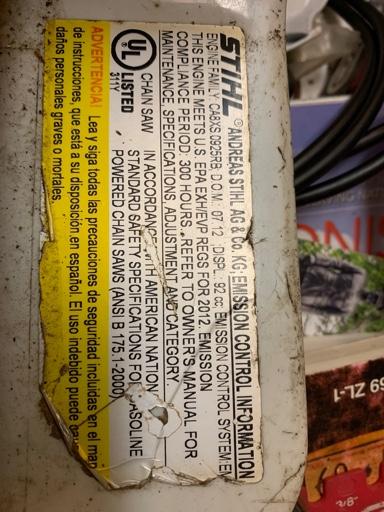 STIHL ®ANDREAS STIHL AG & Co. KG; EMISSION CONTROL INFORMATION
ENGINE FAMILY CA8XS.0925RB D.O.M.: 07 12 DISPL: 92 cc EMISSION CONTROL SYSTEM: EM
THIS ENGINE MEETS U.S. EPA EXH/EVP REGS FOR 2012. EMISSION
COMPLIANCE PERIOD: 300 HOURS. REFER TO OWNER'S MANUAL FOR
MAINTENANCE, SPECIFICATIONS, ADJUSTMENT AND CATEGORY.
UL
LISTED
311Y
CHAIN SAW IN ACCORDANCE WITH AMERICAN NATION
STANDARD SAFETY SPECIFICATIONS FOR GASOLINE
POWERED CHAIN SAWS (ANSI B 175.1-2000)
ADVERTENCIA! Lea y siga todas las precauciones de seguridad incluidas en el man
de instrucciones, que está a su disposición en español. El uso indebido puede cau
daños personales graves o mortales.
69 ZL-1